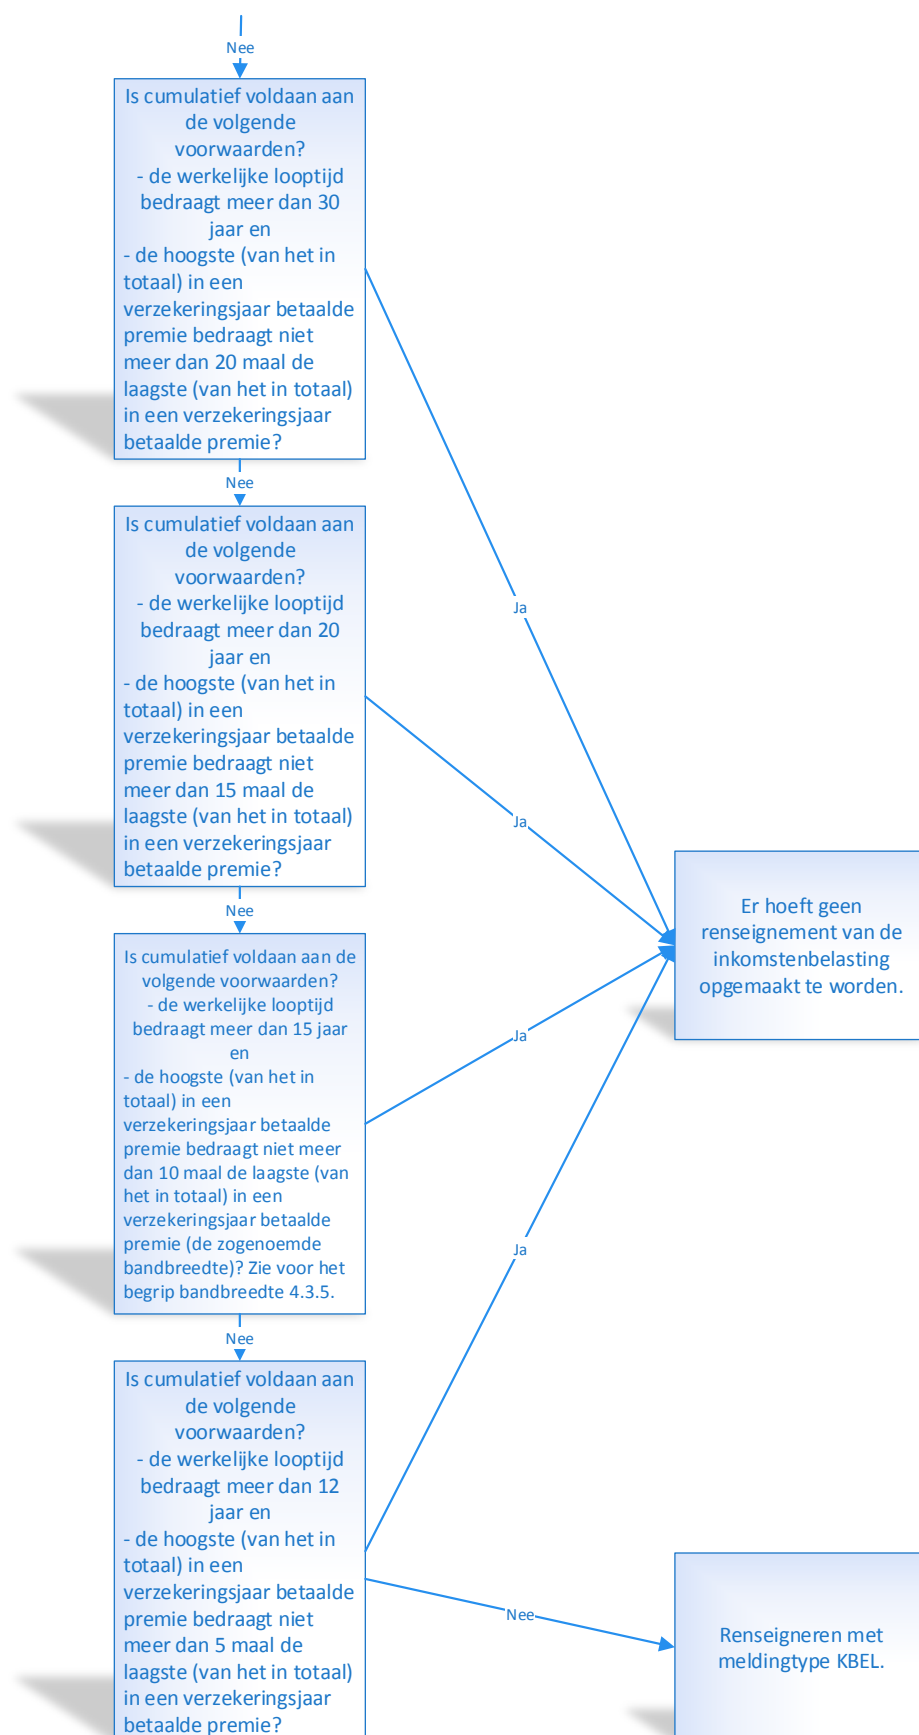 Nee
Is cumulatief voldaan aan
de volgende
voorwaarden?
- de werkelijke looptijd
bedraagt meer dan 30
jaar en
- de hoogste (van het in
totaal) in een
verzekeringsjaar betaalde
premie bedraagt niet
meer dan 20 maal de
laagste (van het in totaal)
in een verzekeringsjaar
betaalde premie?
Nee
Ja
Is cumulatief voldaan aan
de volgende
voorwaarden?
- de werkelijke looptijd
bedraagt meer dan 20
jaar en
- de hoogste (van het in
totaal) in een
verzekeringsjaar betaalde
premie bedraagt niet
meer dan 15 maal de
laagste (van het in totaal)
in een verzekeringsjaar
betaalde premie?
Nee
Ja
Er hoeft geen
renseignement van de
inkomstenbelasting
opgemaakt te worden.
Is cumulatief voldaan aan de
volgende voorwaarden?
- de werkelijke looptijd
bedraagt meer dan 15 jaar
en
- de hoogste (van het in
totaal) in een
verzekeringsjaar betaalde
premie bedraagt niet meer
dan 10 maal de laagste (van
het in totaal) in een
verzekeringsjaar betaalde
premie (de zogenoemde
bandbreedte)? Zie voor het
begrip bandbreedte 4.3.5.
Ja
Nee
Ja
Is cumulatief voldaan aan
de volgende
voorwaarden?
- de werkelijke looptijd
bedraagt meer dan 12
jaar en
- de hoogste (van het in
totaal) in een
verzekeringsjaar betaalde
premie bedraagt niet
meer dan 5 maal de
laagste (van het in totaal)
in een verzekeringsjaar
betaalde premie?
Nee
Renseigneren met
meldingtype KBEL.